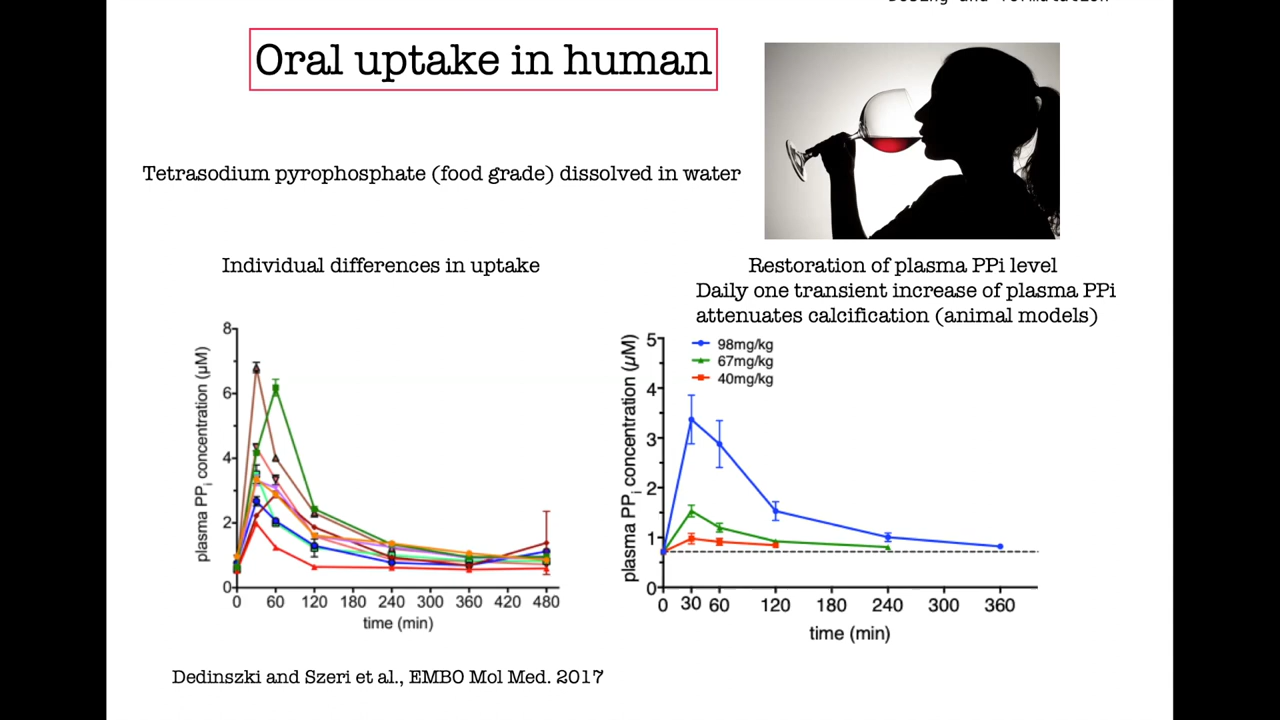 Dosing and formulation
Oral uptake in human
Tetrasodium pyrophosphate (food grade) dissolved in water
Individual differences in uptake
Restoration of plasma PPi level
Daily one transient increase of plasma PPi
attenuates calcification (animal models)
8
6
4
2
0
plasma PPi concentration (µM)
0 60 120 180 240 300 360 420 480
time (min)
5
4
3
2
1
0
plasma PPi concentration (µM)
98mg/kg
67mg/kg
40mg/kg
0 30 60 120 180 240 300 360
time (min)
Dedinszki and Szeri et al., EMBO Mol Med. 2017